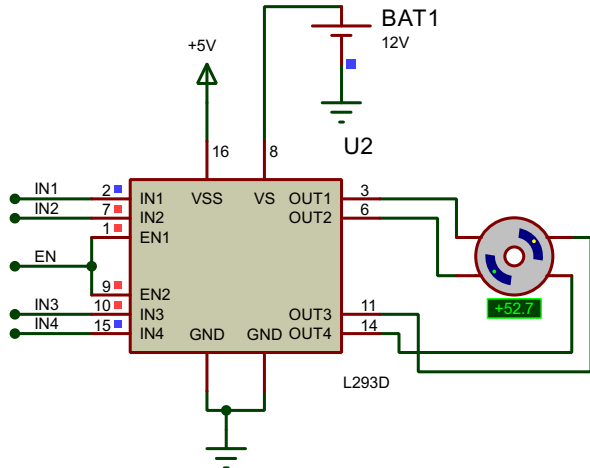 BAT1
12V
+5V
U2
16
8
IN1
2
IN1
VSS
VS
OUT1
3
IN2
7
IN2
OUT2
6
1
EN1
EN
9
EN2
+52.7
IN3
10
IN3
OUT3
11
IN4
15
IN4
GND
GND
OUT4
14
L293D